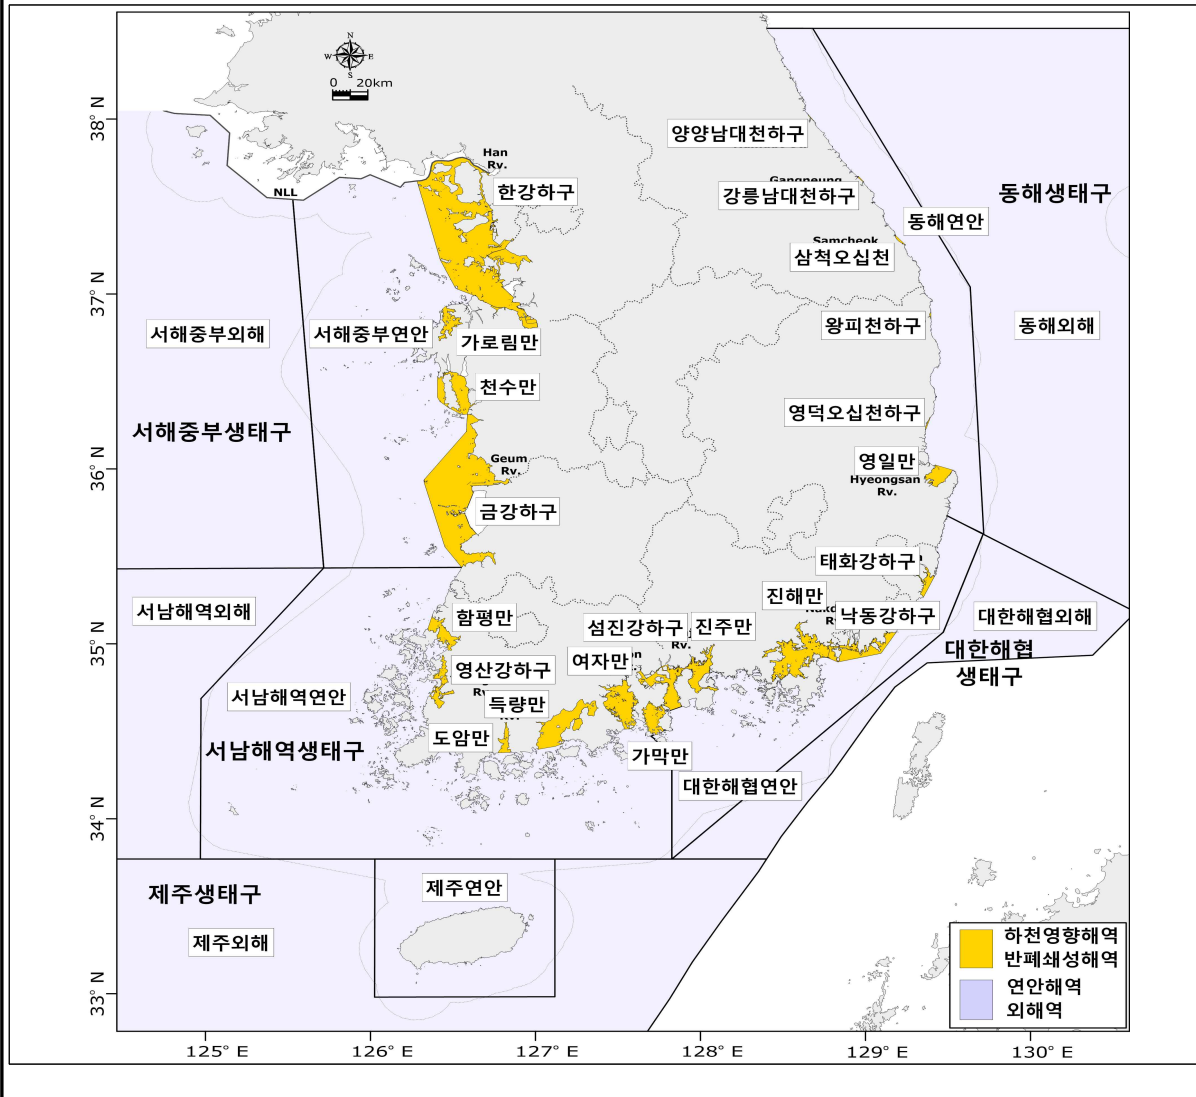 N
W E
S
0 20km
38° N
37° N
36° N
35° N
34° N
33° N
양양남대천하구
Han
Rv.
한강하구
NLL
Gangneung
강릉남대천하구
동해생태구
동해연안
Samcheok
삼척오십천
서해중부외해
서해중부연안
가로림만
왕피천하구
동해외해
천수만
영덕오십천하구
서해중부생태구
영일만
Hyeongsan
Rv.
Geum
Rv.
금강하구
태화강하구
진해만
낙동강하구
서남해역외해
함평만
섬진강하구
진주만
Rv.
대한해협외해
대한해협
생태구
여자만
영산강하구
서남해역연안
득량만
도암만
서남해역생태구
가막만
대한해협연안
제주생태구
제주연안
제주외해
하천영향해역
반폐쇄성해역
연안해역
외해역
125° E
126° E
127° E
128° E
129° E
130° E